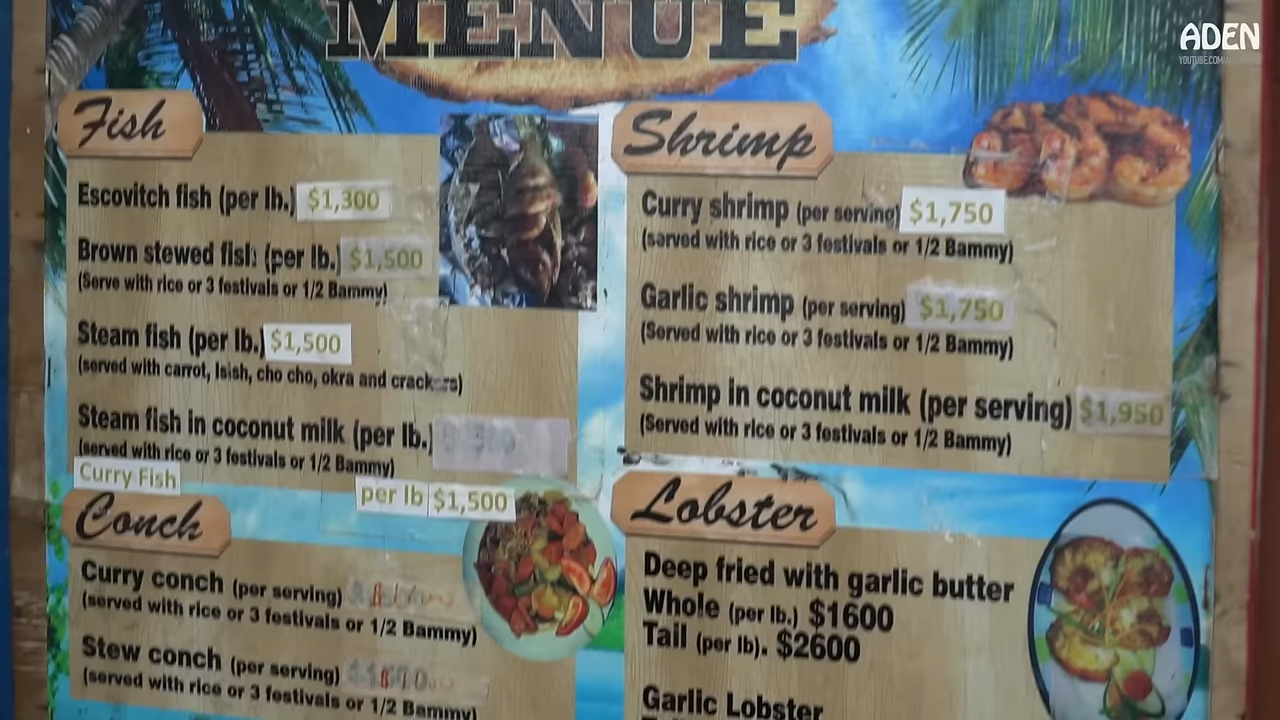 MENUE
ADEN
Fish
Escovitch fish (per lb.) $1,300
Brown stewed fish (per lb.) $1,500
(Serve with rice or 3 festivals or 1/2 Bammy)
Steam fish (per lb.) $1,500
(served with carrot, Isish, cho cho, okra and crackers)
Steam fish in coconut milk (per lb.)
(served with rice or 3 festivals or 1/2 Bammy)
Curry Fish per lb $1,500
Shrimp
Curry shrimp (per serving) $1,750
(served with rice or 3 festivals or 1/2 Bammy)
Garlic shrimp (per serving) $1,750
(Served with rice or 3 festivals or 1/2 Bammy)
Shrimp in coconut milk (per serving) $1,950
(Served with rice or 3 festivals or 1/2 Bammy)
Conch
Curry conch (per serving)
(served with rice or 3 festivals or 1/2 Bammy)
Stew conch (per serving)
(served with rice or 3 festivals or 1/2 Bammy)
Lobster
Deep fried with garlic butter
Whole (per lb.) $1600
Tail (per lb). $2600
Garlic Lobster